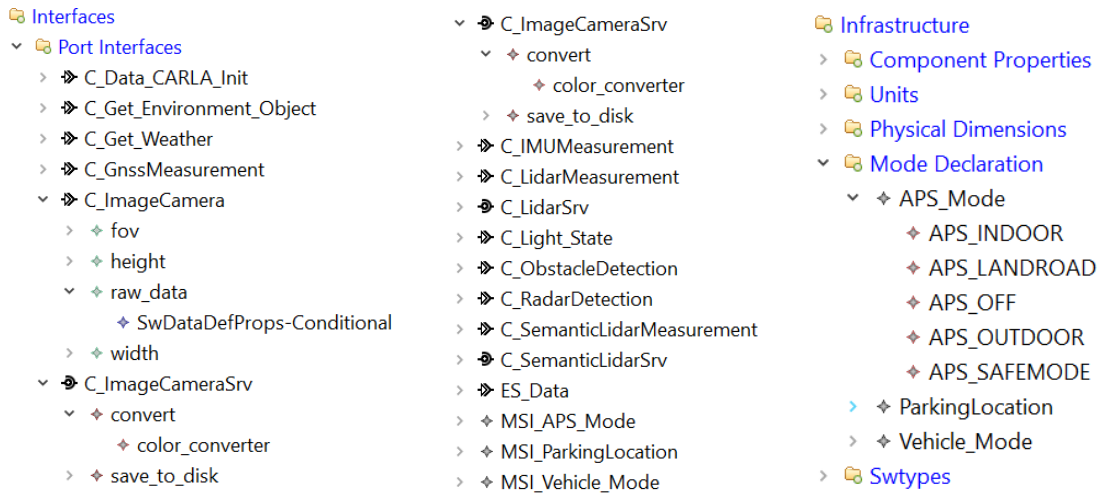 Interfaces
Port Interfaces
C_Data_CARLA_Init
C_Get_Environment_Object
C_Get_Weather
C_GnssMeasurement
C_ImageCamera
fov
height
raw_data
SwDataDefProps-Conditional
width
C_ImageCameraSrv
convert
color_converter
save_to_disk
C_ImageCameraSrv
convert
color_converter
save_to_disk
C_IMUMeasurement
C_LidarMeasurement
C_LidarSrv
C_Light_State
C_ObstacleDetection
C_RadarDetection
C_SemanticLidarMeasurement
C_SemanticLidarSrv
ES_Data
MSI_APS_Mode
MSI_ParkingLocation
MSI_Vehicle_Mode
Infrastructure
Component Properties
Units
Physical Dimensions
Mode Declaration
APS_Mode
APS_INDOOR
APS_LANDROAD
APS_OFF
APS_OUTDOOR
APS_SAFEMODE
ParkingLocation
Vehicle_Mode
Swtypes